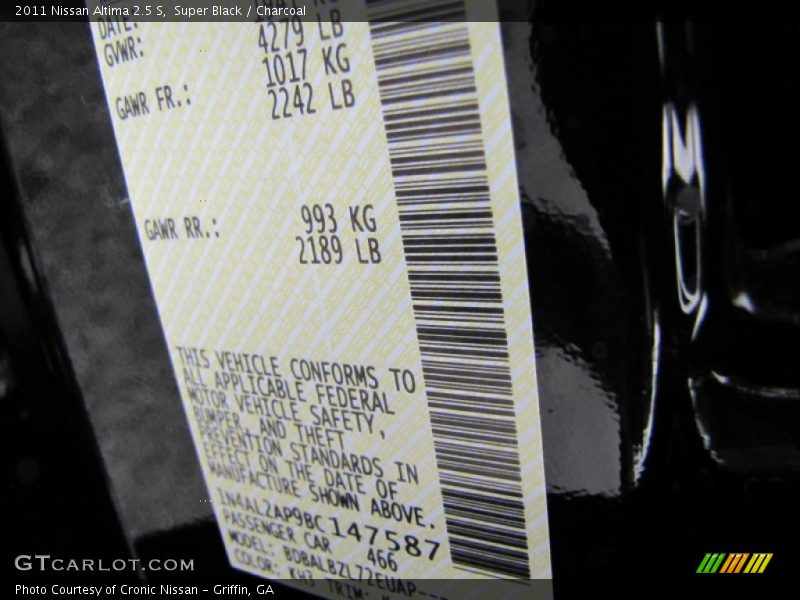 2011 Nissan Altima 2.5 S, Super Black / Charcoal
DATE:
GVWR: 4279 LB
1017 KG
GAWR FR.: 2242 LB
GAWR RR.: 993 KG
2189 LB
THIS VEHICLE CONFORMS TO
ALL APPLICABLE FEDERAL
MOTOR VEHICLE SAFETY,
BUMPER, AND THEFT
PREVENTION STANDARDS IN
EFFECT ON THE DATE OF
MANUFACTURE SHOWN ABOVE.
1N4AL2AP9BC147587
PASSENGER CAR 466
MODEL: BDBALBZL72EUAP---
COLOR: KH3 TRIM:
GTCARLOT.COM
Photo Courtesy of Cronic Nissan – Griffin, GA